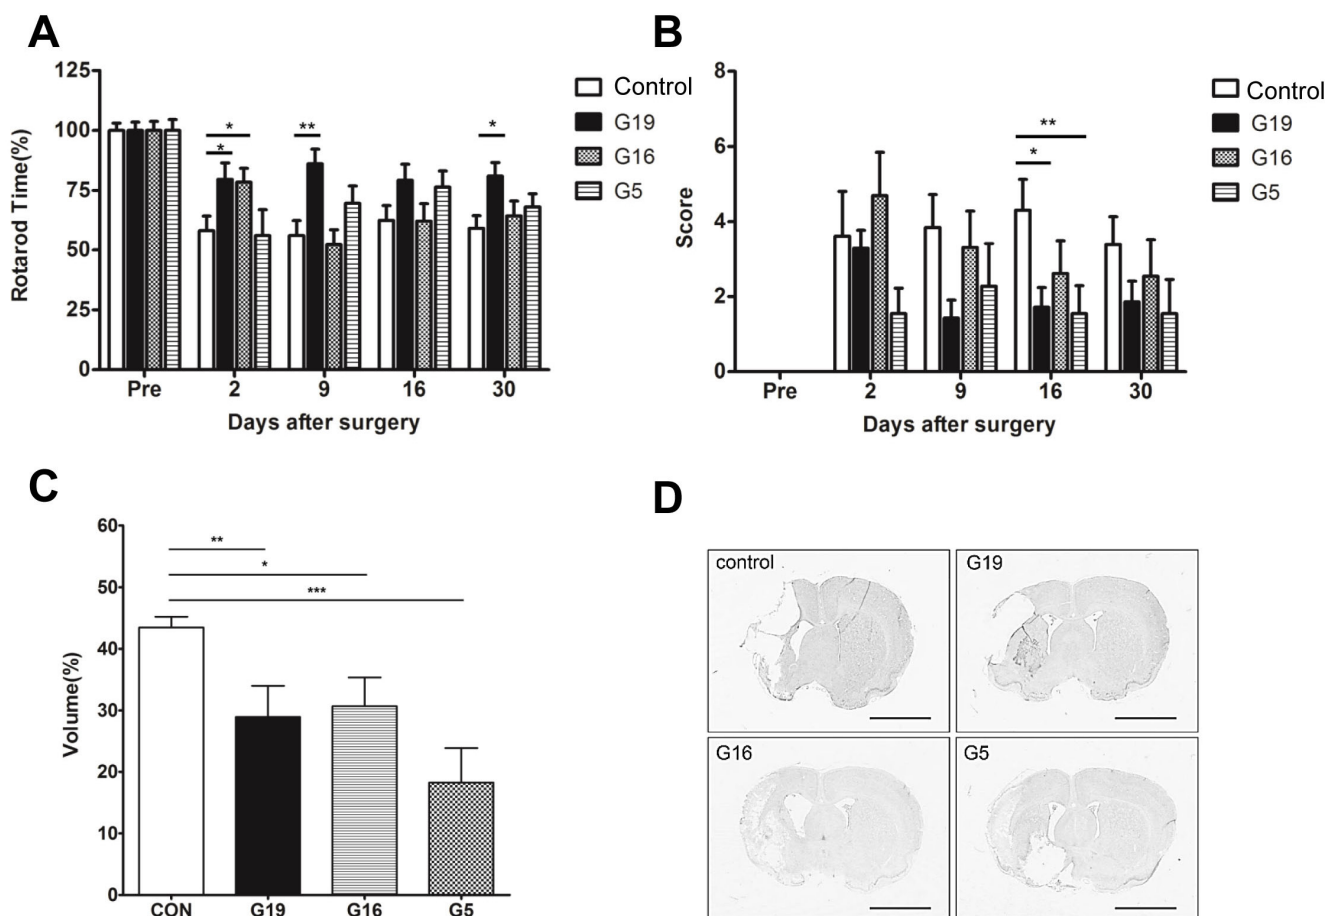 A
125
100
75
50
25
0
Rotarod Time(%)
* * ** *
Pre 2 9 16 30
Days after surgery
Control
G19
G16
G5
B
8
6
4
2
0
Score
** *
Pre 2 9 16 30
Days after surgery
Control
G19
G16
G5
C
60
50
40
30
20
10
0
Volume(%)
**
*
***
CON G19 G16 G5
D
control
G19
G16
G5